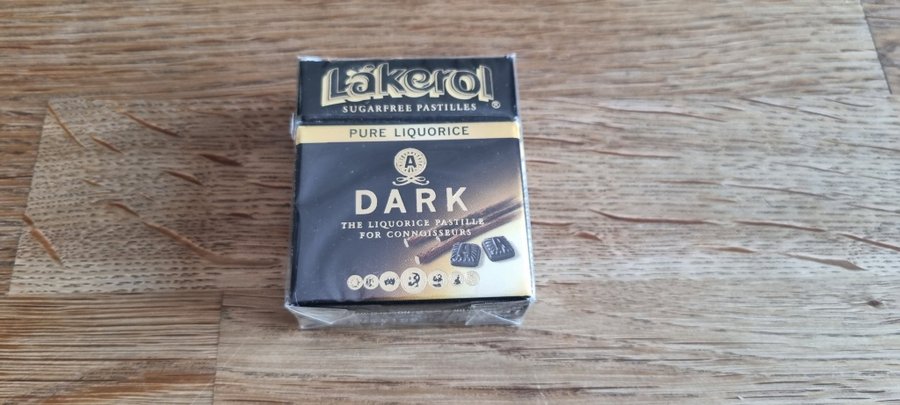 Läkerol
SUGARFREE PASTILLES ®
PURE LIQUORICE
A
DARK
THE LIQUORICE PASTILLE
FOR CONNOISSEURS